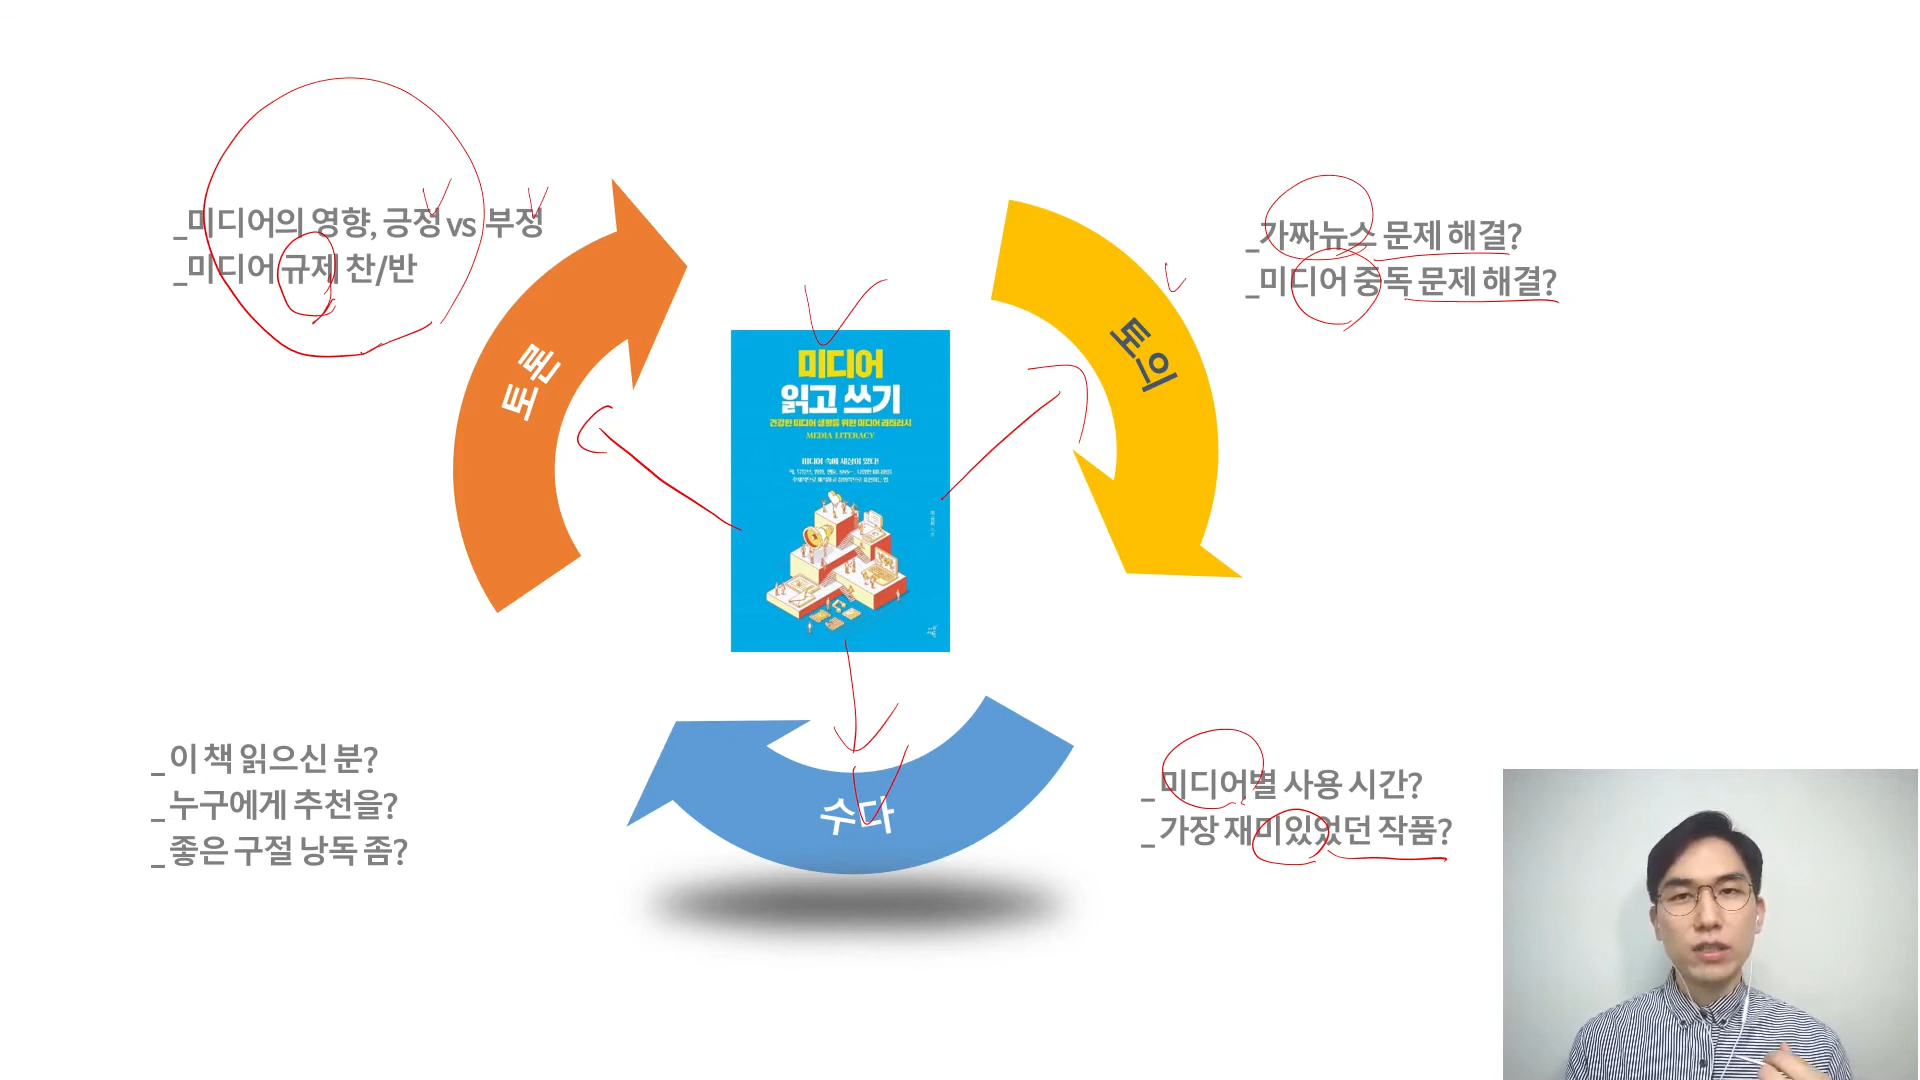 _미디어의 영향, 긍정 vs 부정
_미디어 규제 찬/반
토론
_가짜뉴스 문제 해결?
_미디어 중독 문제 해결?
토의
미디어
읽고 쓰기
건강한 미디어 생활을 위한 미디어 리터러시
MEDIA LITERACY
미디어 속에 세상이 있다!
_이 책 읽으신 분?
_누구에게 추천을?
_좋은 구절 낭독 좀?
수다
_미디어별 사용 시간?
_가장 재미있었던 작품?